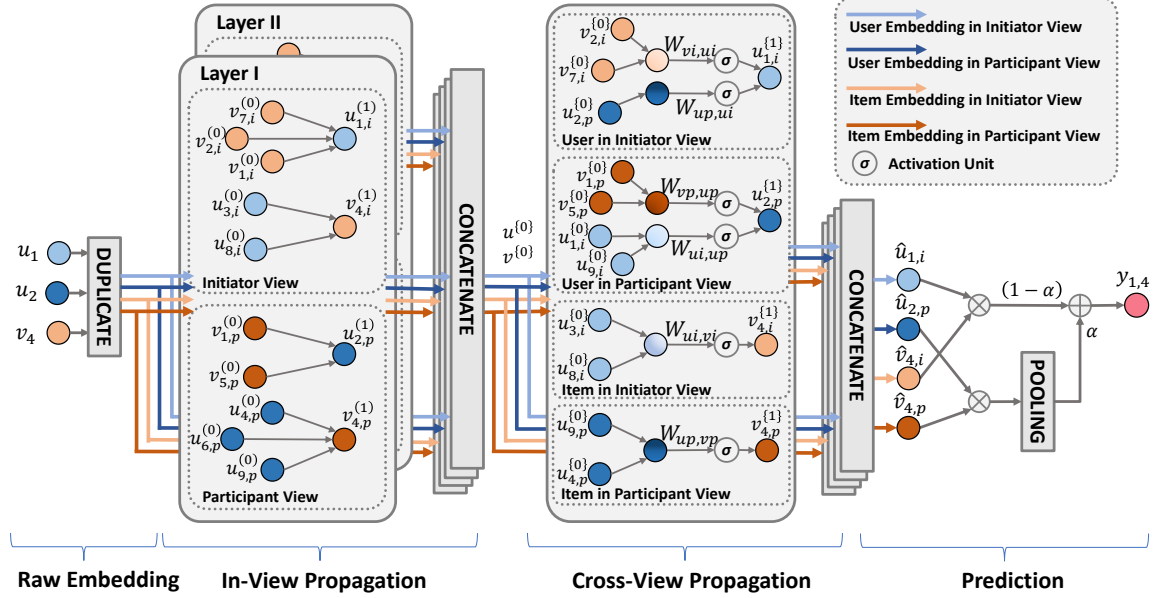 Layer II
Layer I
$v_{7,i}^{(0)}$
$u_{1,i}^{(1)}$
$v_{2,i}^{(0)}$
$v_{1,i}^{(0)}$
$u_{3,i}^{(0)}$
$v_{4,i}^{(1)}$
$u_{8,i}^{(0)}$
Initiator View
$v_{1,p}^{(0)}$
$u_{2,p}^{(1)}$
$v_{5,p}^{(0)}$
$u_{4,p}^{(0)}$
$v_{4,p}^{(1)}$
$u_{6,p}^{(0)}$
$u_{9,p}^{(0)}$
Participant View
$u_1$
$u_2$
$v_4$
DUPLICATE
CONCATENATE
$u^{\{0\}}$
$v^{\{0\}}$
$v_{2,i}^{\{0\}}$
$W_{vi,ui}$
σ
$u_{1,i}^{\{1\}}$
$v_{7,i}^{\{0\}}$
$u_{2,p}^{\{0\}}$
$W_{up,ui}$
σ
User in Initiator View
$v_{1,p}^{\{0\}}$
$W_{vp,up}$
σ
$u_{2,p}^{\{1\}}$
$v_{5,p}^{\{0\}}$
$u_{1,i}^{\{0\}}$
$W_{ui,up}$
σ
$u_{9,i}^{\{0\}}$
User in Participant View
$u_{3,i}^{\{0\}}$
$W_{ui,vi}$
σ
$v_{4,i}^{\{1\}}$
$u_{8,i}^{\{0\}}$
Item in Initiator View
$u_{9,p}^{\{0\}}$
$W_{up,vp}$
σ
$v_{4,p}^{\{1\}}$
$u_{4,p}^{\{0\}}$
Item in Participant View
User Embedding in Initiator View
User Embedding in Participant View
Item Embedding in Initiator View
Item Embedding in Participant View
σ Activation Unit
CONCATENATE
$\hat{u}_{1,i}$
$\hat{u}_{2,p}$
$\hat{v}_{4,i}$
$\hat{v}_{4,p}$
(1 − α)
α
POOLING
$y_{1,4}$
Raw Embedding
In-View Propagation
Cross-View Propagation
Prediction